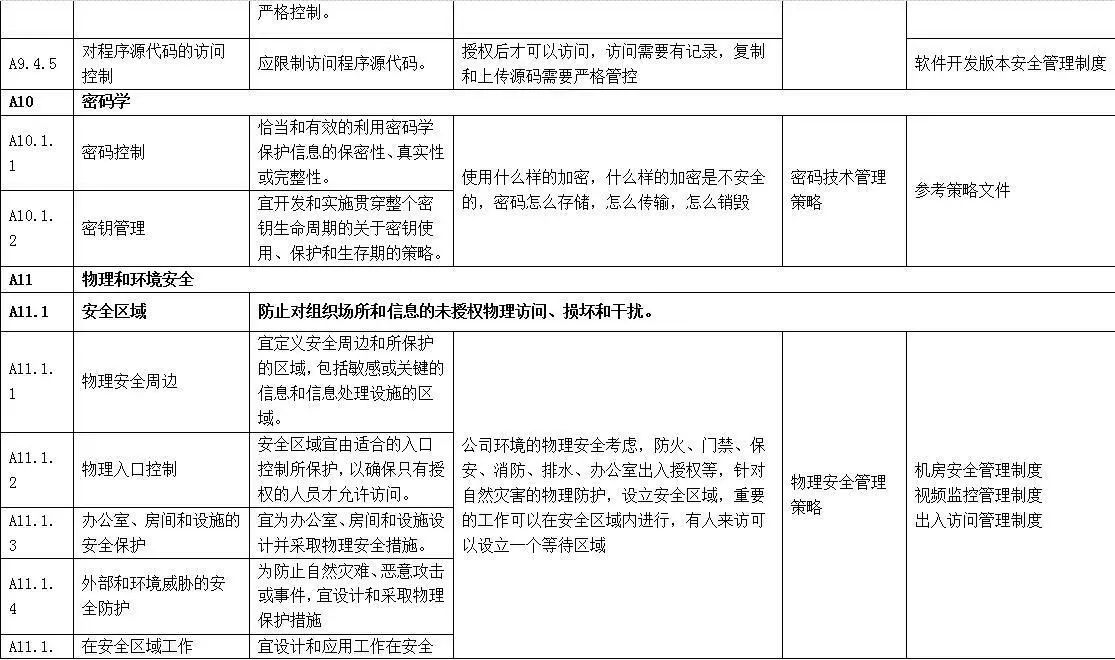 严格控制。
A9.4.5
对程序源代码的访问
控制
应限制访问程序源代码。
授权后才可以访问，访问需要有记录，复制
和上传源码需要严格管控
软件开发版本安全管理制度
A10
密码学
A10.1.
1
密码控制
恰当和有效的利用密码学
保护信息的保密性、真实性
或完整性。
使用什么样的加密，什么样的加密是不安全
的，密码怎么存储，怎么传输，怎么销毁
密码技术管理
策略
参考策略文件
A10.1.
2
密钥管理
宜开发和实施贯穿整个密
钥生命周期的关于密钥使
用、保护和生存期的策略。
A11
物理和环境安全
A11.1
安全区域
防止对组织场所和信息的未授权物理访问、损坏和干扰。
A11.1.
1
物理安全周边
宜定义安全周边和所保护
的区域，包括敏感或关键的
信息和信息处理设施的区
域。
公司环境的物理安全考虑，防火、门禁、保
安、消防、排水、办公室出入授权等，针对
自然灾害的物理防护，设立安全区域，重要
的工作可以在安全区域内进行，有人来访可
以设立一个等待区域
物理安全管理
策略
机房安全管理制度
视频监控管理制度
出入访问管理制度
A11.1.
2
物理入口控制
安全区域宜由适合的入口
控制所保护，以确保只有授
权的人员才允许访问。
A11.1.
3
办公室、房间和设施的
安全保护
宜为办公室、房间和设施设
计并采取物理安全措施。
A11.1.
4
外部和环境威胁的安
全防护
为防止自然灾难、恶意攻击
或事件，宜设计和采取物理
保护措施
A11.1.
在安全区域工作
宜设计和应用工作在安全